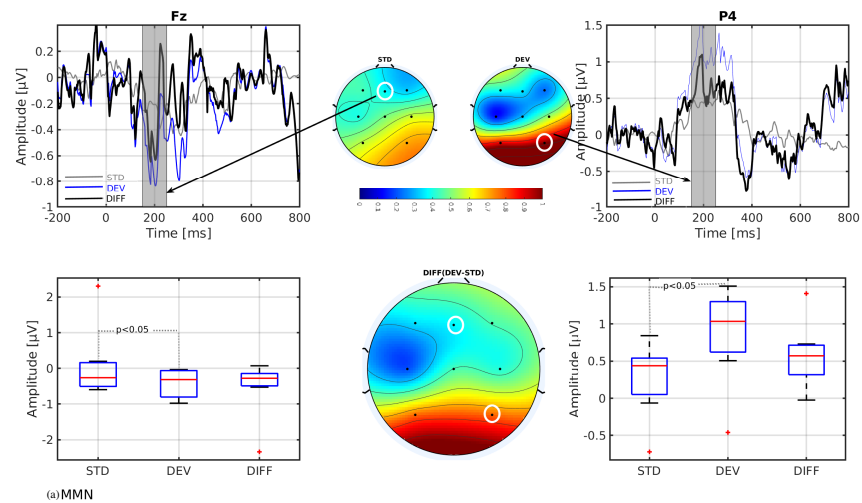 Fz
Amplitude [μV]
0.2
0
-0.2
-0.4
-0.6
-0.8
-1
STD
DEV
DIFF
-200 0 200 400 600 800
Time [ms]
STD
DEV
0 0.1 0.2 0.3 0.4 0.5 0.6 0.7 0.8 0.9 1
P4
Amplitude [μV]
1.5
1
0.5
0
-0.5
-1
STD
DEV
DIFF
-200 0 200 400 600 800
Time [ms]
Amplitude [μV]
2
1
0
-1
-2
p<0.05
STD DEV DIFF
DIFF(DEV-STD)
Amplitude [μV]
1.5
1
0.5
0
-0.5
p<0.05
STD DEV DIFF
(a) MMN